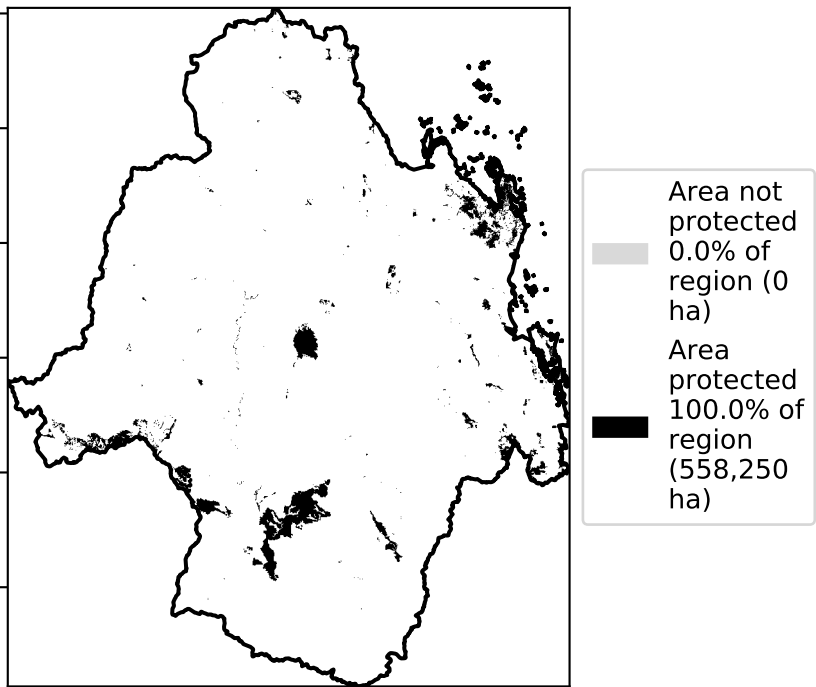 Area not
protected
0.0% of
region (0
ha)
Area
protected
100.0% of
region
(558,250
ha)